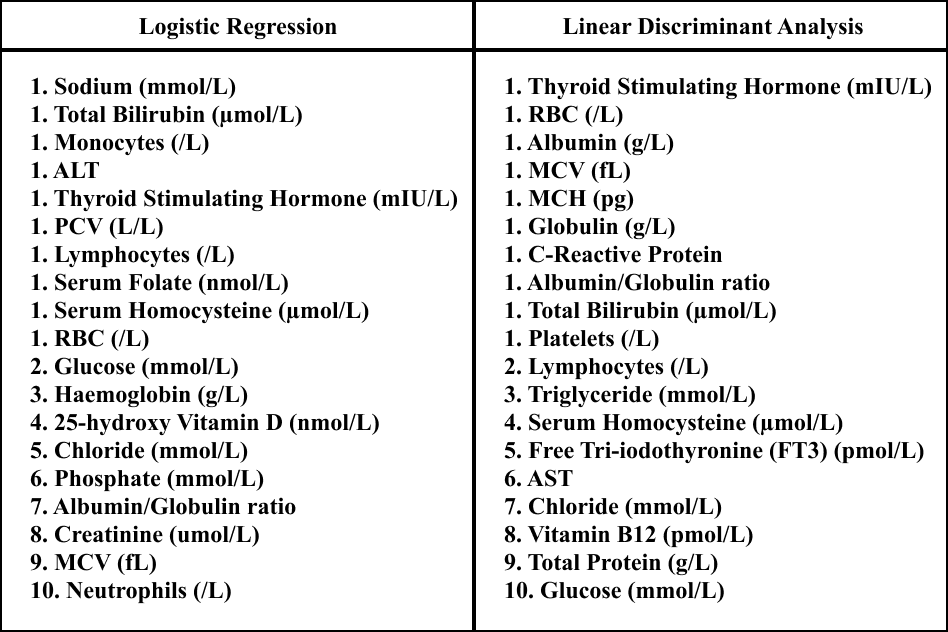 Logistic Regression
1. Sodium (mmol/L)
1. Total Bilirubin (µmol/L)
1. Monocytes (/L)
1. ALT
1. Thyroid Stimulating Hormone (mIU/L)
1. PCV (L/L)
1. Lymphocytes (/L)
1. Serum Folate (nmol/L)
1. Serum Homocysteine (µmol/L)
1. RBC (/L)
2. Glucose (mmol/L)
3. Haemoglobin (g/L)
4. 25-hydroxy Vitamin D (nmol/L)
5. Chloride (mmol/L)
6. Phosphate (mmol/L)
7. Albumin/Globulin ratio
8. Creatinine (umol/L)
9. MCV (fL)
10. Neutrophils (/L)
Linear Discriminant Analysis
1. Thyroid Stimulating Hormone (mIU/L)
1. RBC (/L)
1. Albumin (g/L)
1. MCV (fL)
1. MCH (pg)
1. Globulin (g/L)
1. C-Reactive Protein
1. Albumin/Globulin ratio
1. Total Bilirubin (µmol/L)
1. Platelets (/L)
2. Lymphocytes (/L)
3. Triglyceride (mmol/L)
4. Serum Homocysteine (µmol/L)
5. Free Tri-iodothyronine (FT3) (pmol/L)
6. AST
7. Chloride (mmol/L)
8. Vitamin B12 (pmol/L)
9. Total Protein (g/L)
10. Glucose (mmol/L)